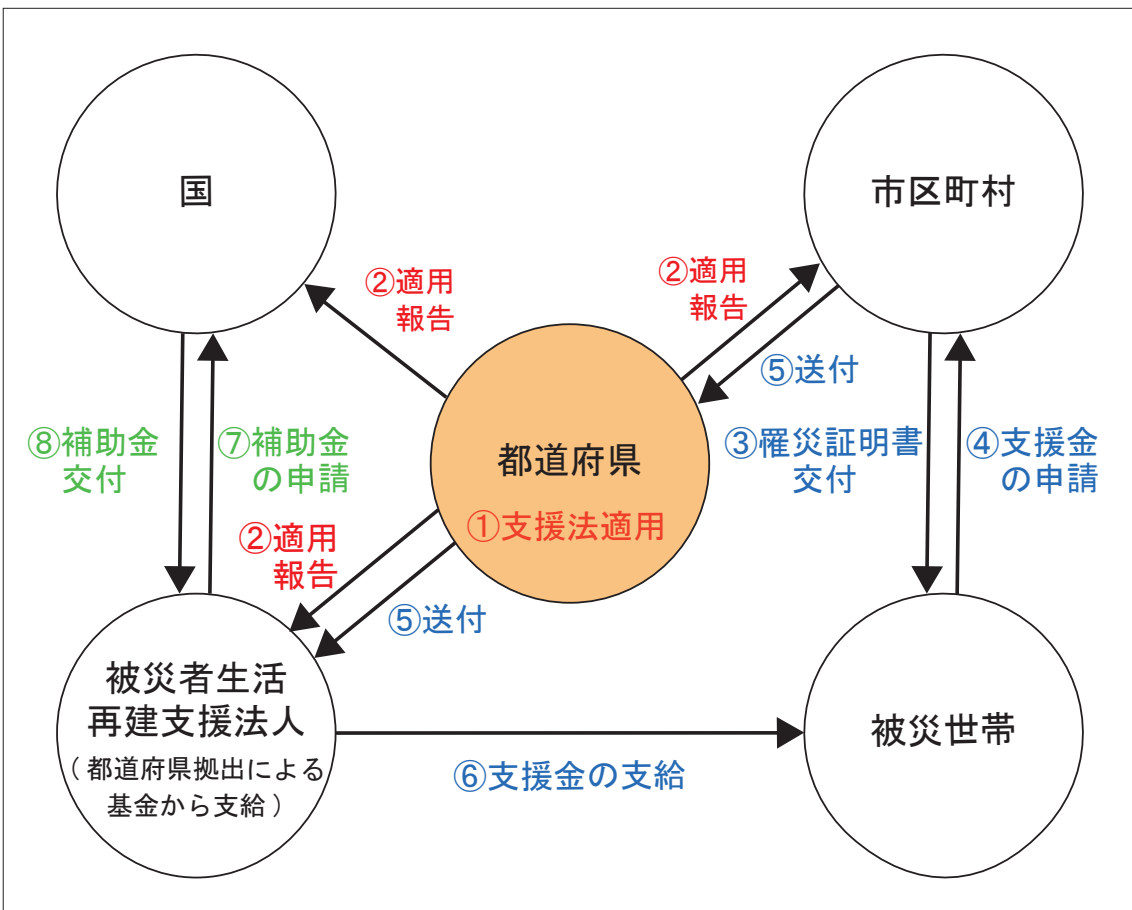 国
市区町村
②適用
報告
②適用
報告
⑤送付
⑧補助金
交付
⑦補助金
の申請
都道府県
①支援法適用
③罹災証明書
交付
④支援金
の申請
②適用
報告
⑤送付
被災者生活
再建支援法人
(都道府県拠出による
基金から支給)
⑥支援金の支給
被災世帯